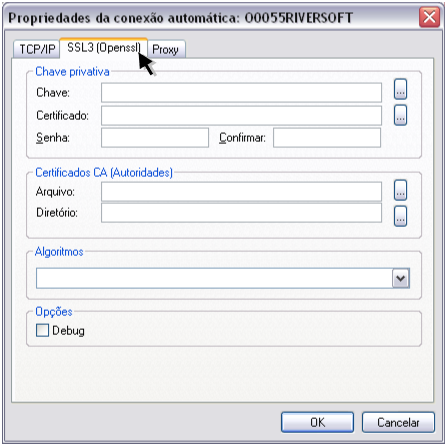 Propriedades da conexão automática: O0055RIVERSOFT
TCP/IP SSL3 (Openssl) Proxy
Chave privativa
Chave:
...
Certificado:
...
Senha: Confirmar:
Certificados CA (Autoridades)
Arquivo:
...
Diretório:
...
Algoritmos
Opções
Debug
OK Cancelar